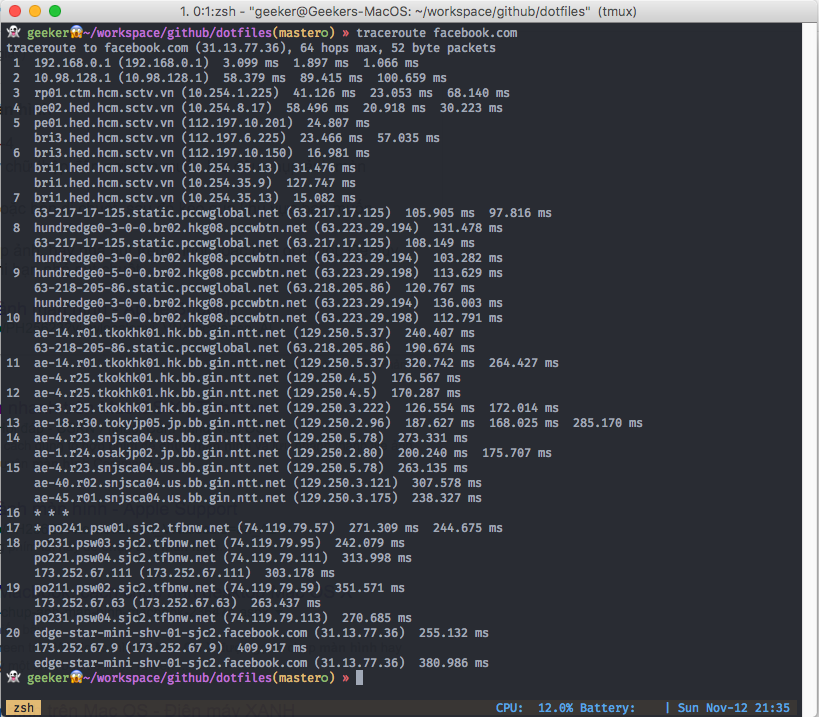 1. 0:1:zsh - "geeker@Geekers-MacOS: ~/workspace/github/dotfiles" (tmux)
geeker~/workspace/github/dotfiles(mastero) » traceroute facebook.com
traceroute to facebook.com (31.13.77.36), 64 hops max, 52 byte packets
1 192.168.0.1 (192.168.0.1) 3.099 ms 1.897 ms 1.066 ms
2 10.98.128.1 (10.98.128.1) 58.379 ms 89.415 ms 100.659 ms
3 rp01.ctm.hcm.sctv.vn (10.254.1.225) 41.126 ms 23.053 ms 68.140 ms
4 pe02.hed.hcm.sctv.vn (10.254.8.17) 58.496 ms 20.918 ms 30.223 ms
5 pe01.hed.hcm.sctv.vn (112.197.10.201) 24.807 ms
bri3.hed.hcm.sctv.vn (112.197.6.225) 23.466 ms 57.035 ms
6 bri3.hed.hcm.sctv.vn (112.197.10.150) 16.981 ms
bri1.hed.hcm.sctv.vn (10.254.35.13) 31.476 ms
bri1.hed.hcm.sctv.vn (10.254.35.9) 127.747 ms
7 bri1.hed.hcm.sctv.vn (10.254.35.13) 15.082 ms
63-217-17-125.static.pccwglobal.net (63.217.17.125) 105.905 ms 97.816 ms
8 hundredge0-3-0-0.br02.hkg08.pccwbtn.net (63.223.29.194) 131.478 ms
63-217-17-125.static.pccwglobal.net (63.217.17.125) 108.149 ms
hundredge0-3-0-0.br02.hkg08.pccwbtn.net (63.223.29.194) 103.282 ms
9 hundredge0-5-0-0.br02.hkg08.pccwbtn.net (63.223.29.198) 113.629 ms
63-218-205-86.static.pccwglobal.net (63.218.205.86) 120.767 ms
hundredge0-3-0-0.br02.hkg08.pccwbtn.net (63.223.29.194) 136.003 ms
10 hundredge0-5-0-0.br02.hkg08.pccwbtn.net (63.223.29.198) 112.791 ms
ae-14.r01.tkokhk01.hk.bb.gin.ntt.net (129.250.5.37) 240.407 ms
63-218-205-86.static.pccwglobal.net (63.218.205.86) 190.674 ms
11 ae-14.r01.tkokhk01.hk.bb.gin.ntt.net (129.250.5.37) 320.742 ms 264.427 ms
ae-4.r25.tkokhk01.hk.bb.gin.ntt.net (129.250.4.5) 176.567 ms
12 ae-4.r25.tkokhk01.hk.bb.gin.ntt.net (129.250.4.5) 170.287 ms
ae-3.r25.tkokhk01.hk.bb.gin.ntt.net (129.250.3.222) 126.554 ms 172.014 ms
13 ae-18.r30.tokyjp05.jp.bb.gin.ntt.net (129.250.2.96) 187.627 ms 168.025 ms 285.170 ms
14 ae-4.r23.snjsca04.us.bb.gin.ntt.net (129.250.5.78) 273.331 ms
ae-1.r24.osakjp02.jp.bb.gin.ntt.net (129.250.2.80) 200.240 ms 175.707 ms
15 ae-4.r23.snjsca04.us.bb.gin.ntt.net (129.250.5.78) 263.135 ms
ae-40.r02.snjsca04.us.bb.gin.ntt.net (129.250.3.121) 307.578 ms
ae-45.r01.snjsca04.us.bb.gin.ntt.net (129.250.3.175) 238.327 ms
16 * * *
17 * po241.psw01.sjc2.tfbnw.net (74.119.79.57) 271.309 ms 244.675 ms
18 po231.psw03.sjc2.tfbnw.net (74.119.79.95) 242.079 ms
po221.psw04.sjc2.tfbnw.net (74.119.79.111) 313.998 ms
173.252.67.111 (173.252.67.111) 303.178 ms
19 po211.psw02.sjc2.tfbnw.net (74.119.79.59) 351.571 ms
173.252.67.63 (173.252.67.63) 263.437 ms
po231.psw04.sjc2.tfbnw.net (74.119.79.113) 270.685 ms
20 edge-star-mini-shv-01-sjc2.facebook.com (31.13.77.36) 255.132 ms
173.252.67.9 (173.252.67.9) 409.917 ms
edge-star-mini-shv-01-sjc2.facebook.com (31.13.77.36) 380.986 ms
geeker~/workspace/github/dotfiles(mastero) »
zsh CPU: 12.0% Battery: | Sun Nov-12 21:35